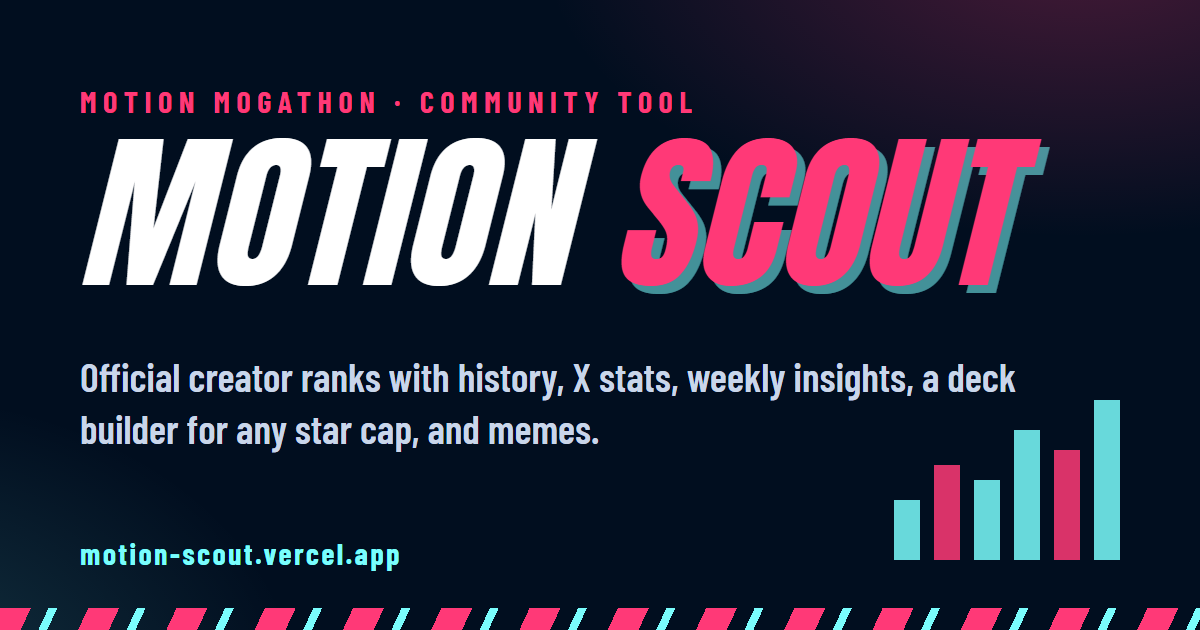 MOTION MOGATHON · COMMUNITY TOOL
MOTION SCOUT
Official creator ranks with history, X stats, weekly insights, a deck
builder for any star cap, and memes.
motion-scout.vercel.app